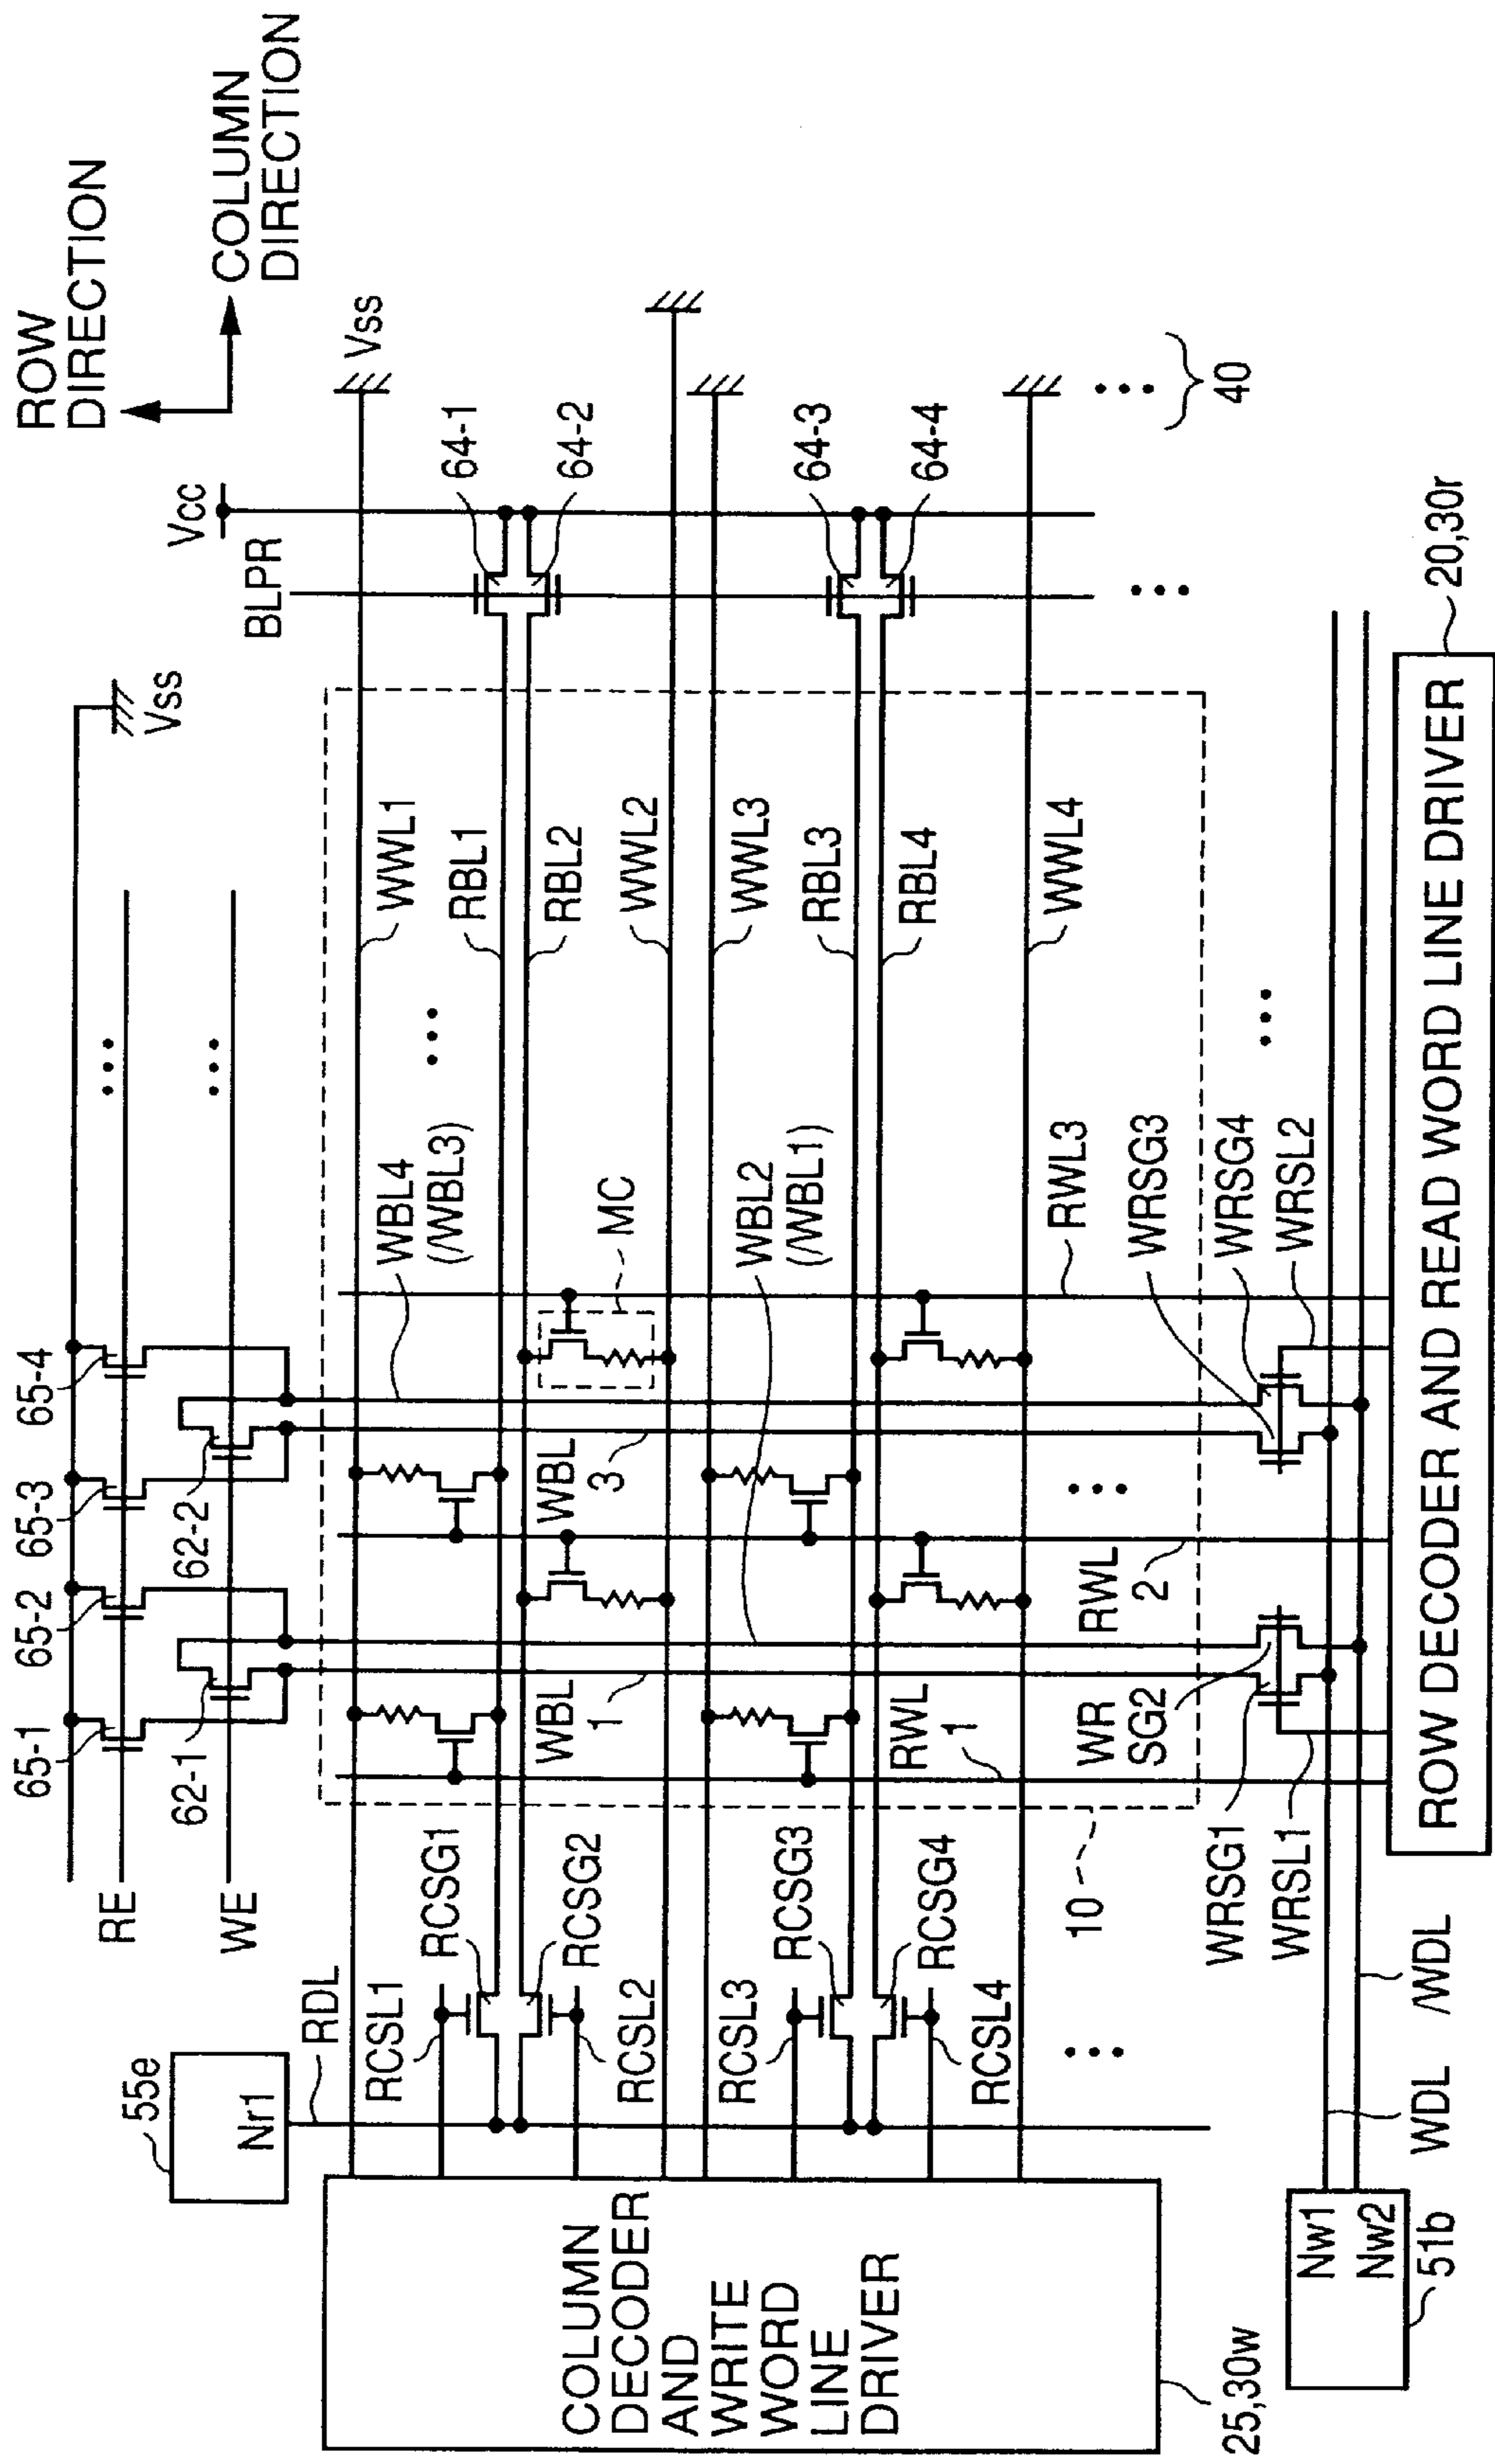 ROW
DIRECTION
COLUMN
DIRECTION
Vcc
BLPR
Vss
Vss
65-1
65-2
65-3
65-4
62-1
62-2
RE
WE
64-1
64-2
64-3
64-4
40
55e
Nr1
RDL
RCSL1
RCSG1
RCSG2
RCSL2
RCSL3
RCSG3
RCSG4
RCSL4
WWL1
RBL1
RBL2
WWL2
WWL3
RBL3
RBL4
WWL4
WBL4
(/WBL3)
MC
WBL2
(/WBL1)
WBL
1
WBL
3
RWL
1
RWL
2
RWL3
WR
SG2
WRSG3
WRSG4
WRSL2
WRSG1
WRSL1
10
COLUMN
DECODER
AND
WRITE
WORD
LINE
DRIVER
25,30w
Nw1
Nw2
51b
WDL
/WDL
ROW DECODER AND READ WORD LINE DRIVER
20,30r